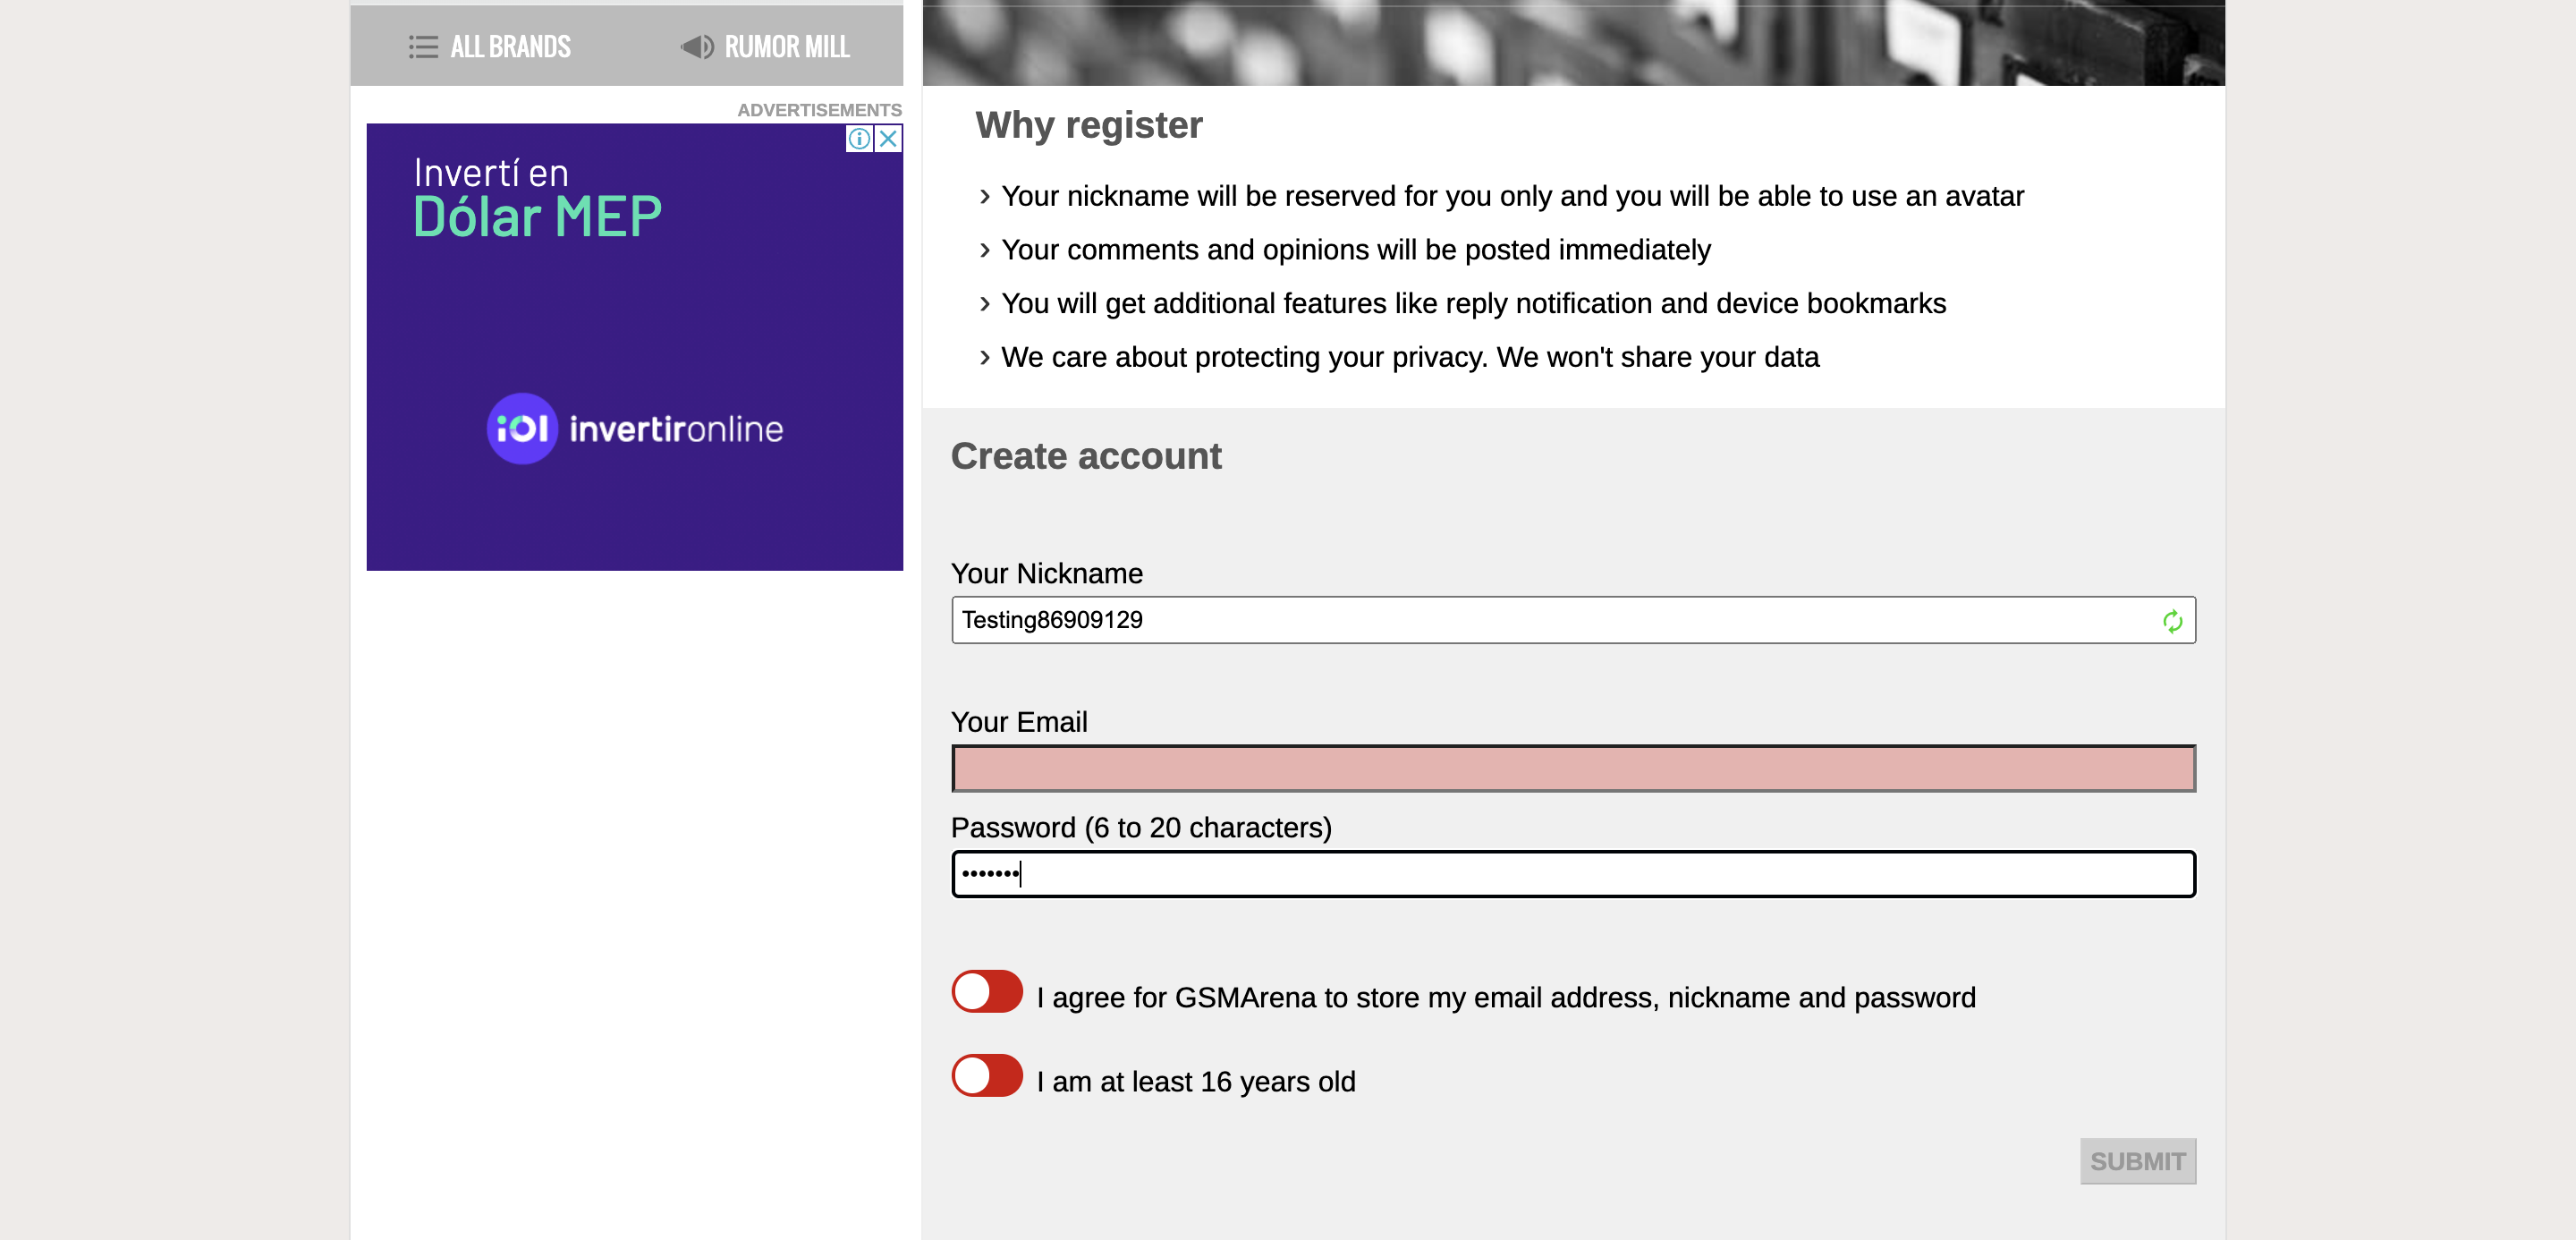 ALL BRANDS
RUMOR MILL
ADVERTISEMENTS
Invertí en
Dólar MEP
iol invertironline
Why register
› Your nickname will be reserved for you only and you will be able to use an avatar
› Your comments and opinions will be posted immediately
› You will get additional features like reply notification and device bookmarks
› We care about protecting your privacy. We won't share your data
Create account
Your Nickname
Testing86909129
Your Email
Password (6 to 20 characters)
•••••••
I agree for GSMArena to store my email address, nickname and password
I am at least 16 years old
SUBMIT